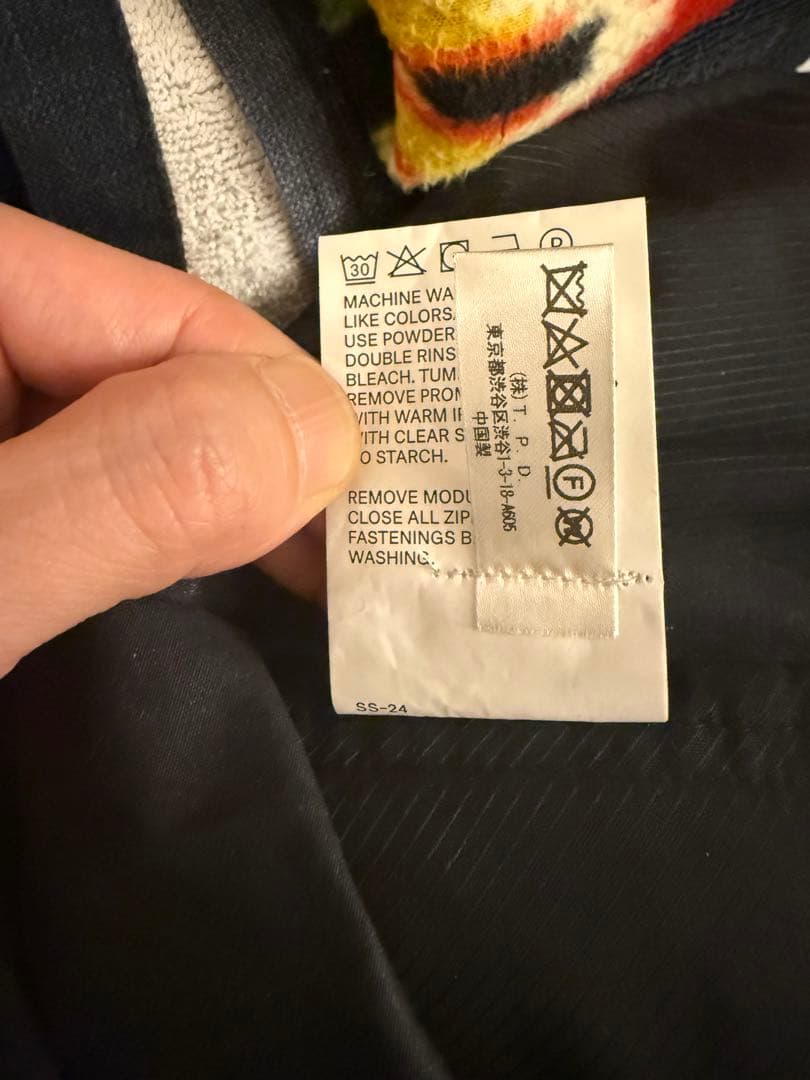 30
P
MACHINE WA
LIKE COLORS.
USE POWDER
DOUBLE RINS
BLEACH. TUM
REMOVE PROM
WITH WARM
WITH CLEAR S
O STARCH.
REMOVE MODU
CLOSE ALL ZIP
FASTENINGS B
WASHING.
SS-24
(株) T. P. D.
東京都渋谷区渋谷1-3-18-A605
中国製
F
W